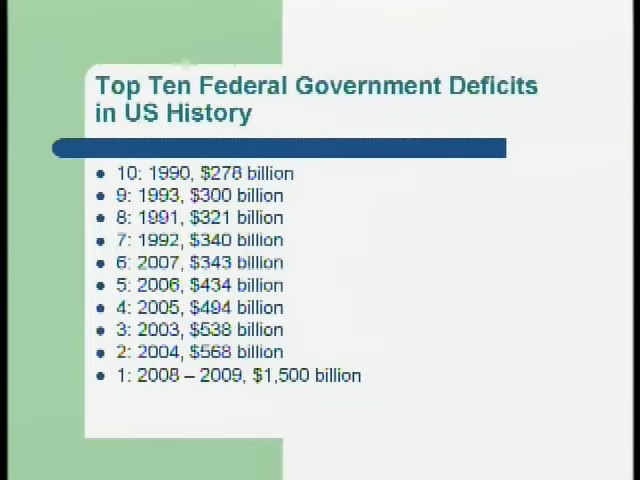 Top Ten Federal Government Deficits
in US History
10: 1990, $278 billion
9: 1993, $300 billion
8: 1991, $321 billion
7: 1992, $340 billion
6: 2007, $343 billion
5: 2006, $434 billion
4: 2005, $494 billion
3: 2003, $538 billion
2: 2004, $568 billion
1: 2008 – 2009, $1,500 billion